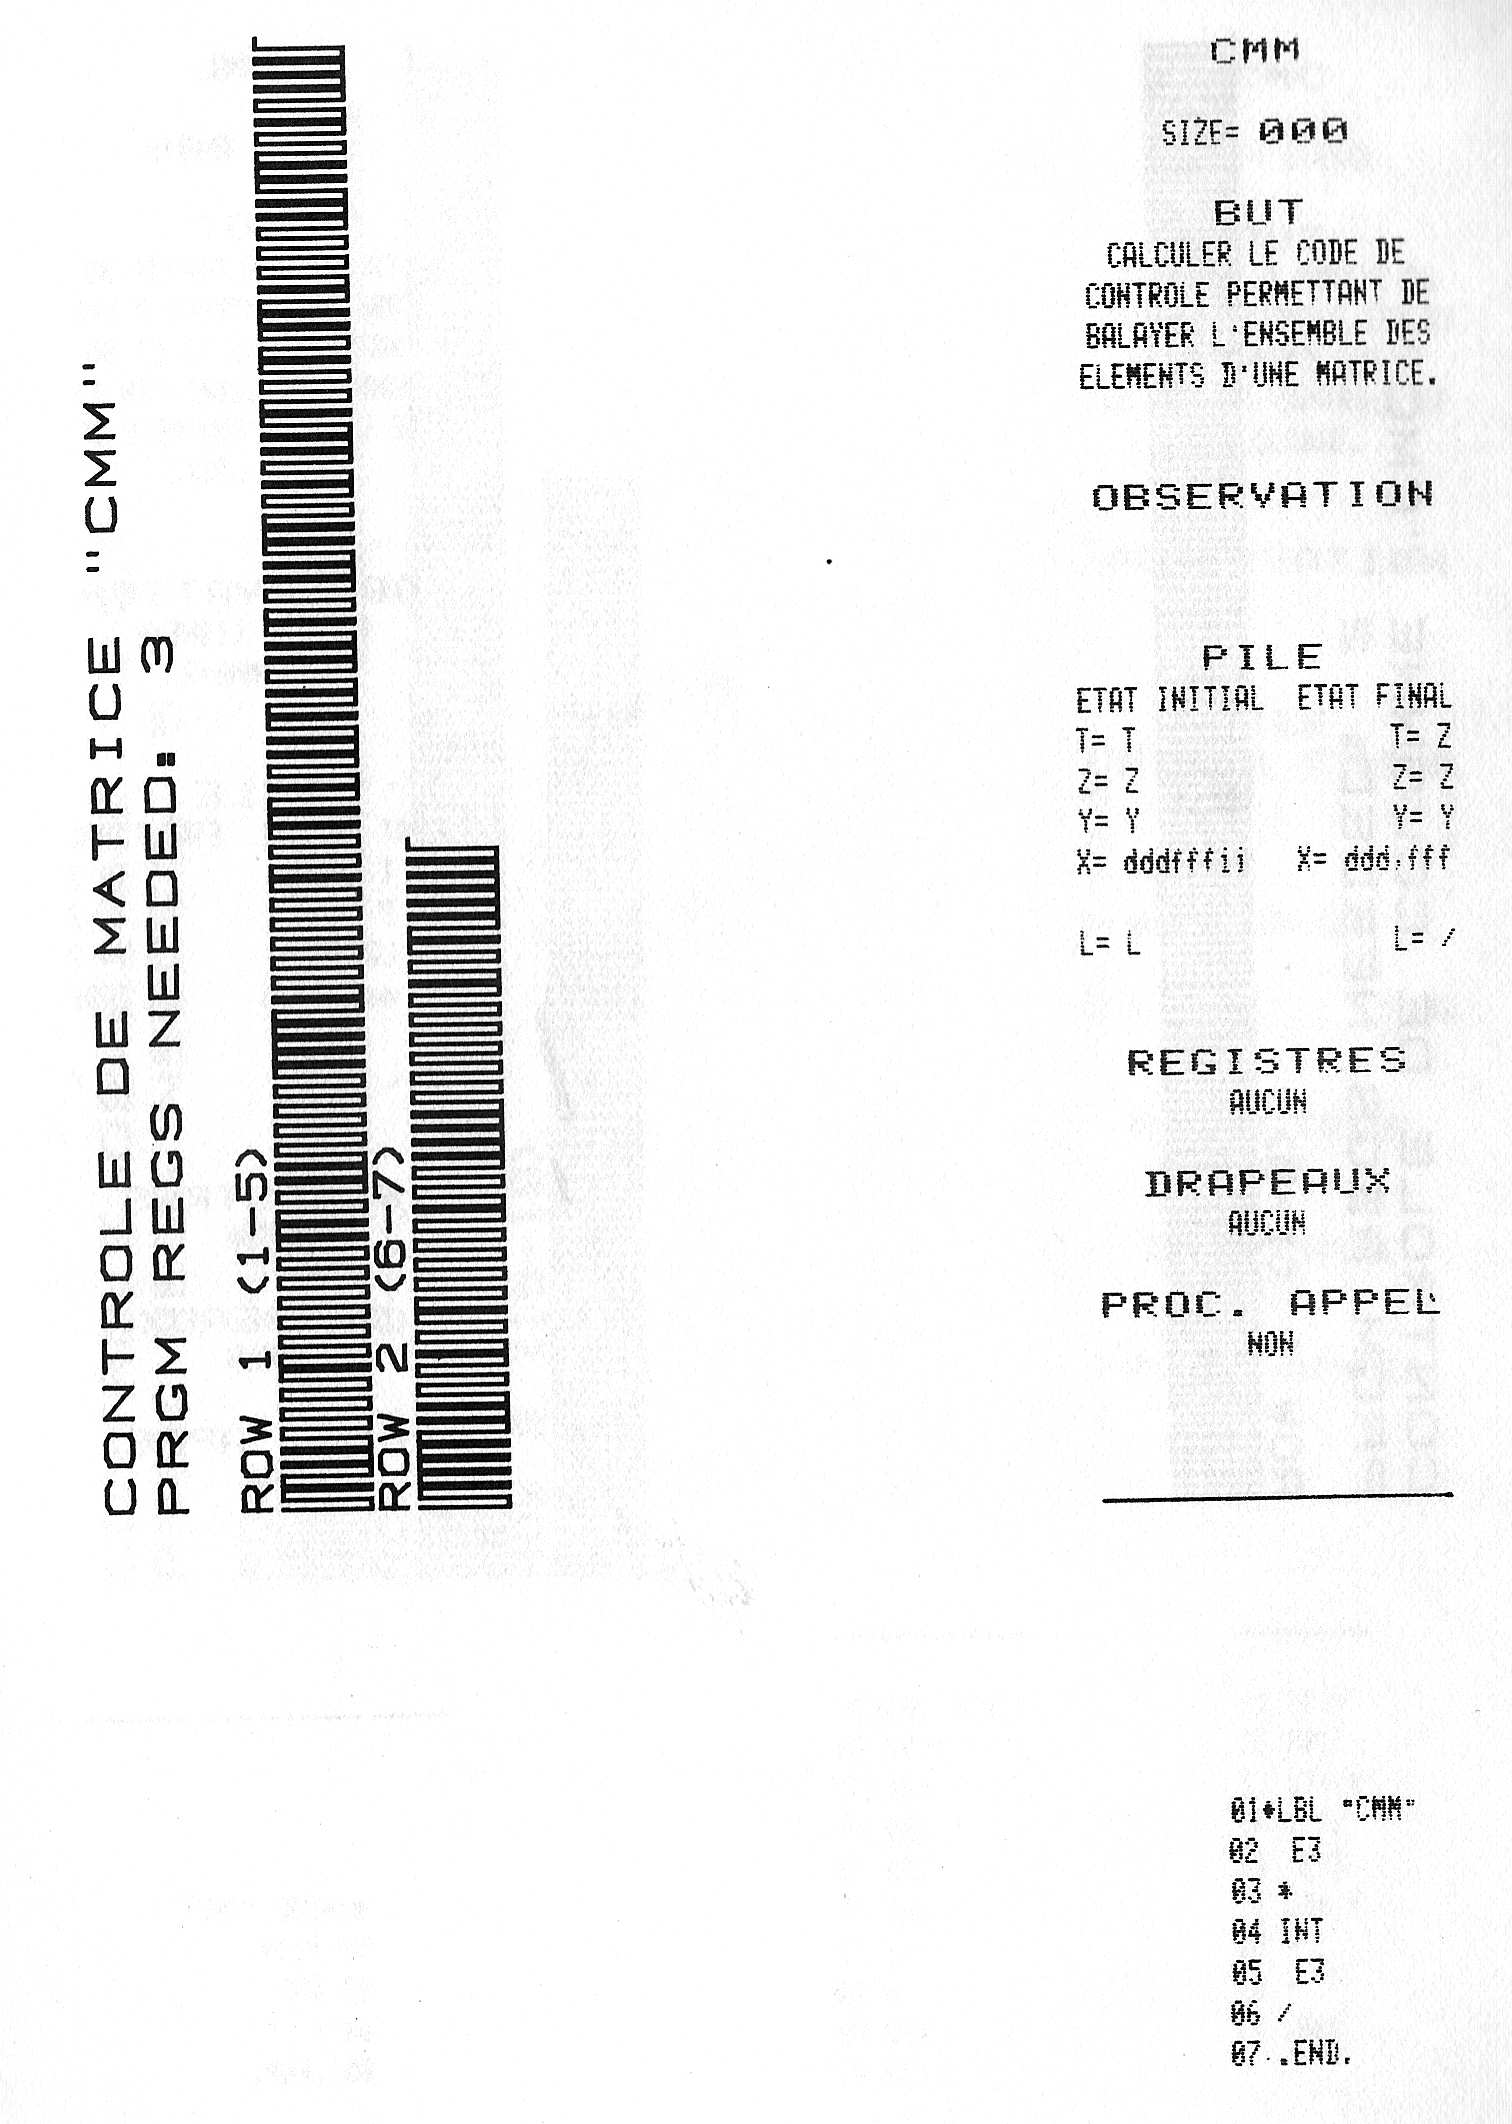 CONTROLE DE MATRICE "CMM"
PRGM REGS NEEDED: 3
ROW 1 (1-5)
ROW 2 (6-7)
CMM
SIZE= 000
BUT
CALCULER LE CODE DE
CONTROLE PERMETTANT DE
BALAYER L'ENSEMBLE DES
ELEMENTS D'UNE MATRICE.
OBSERVATION
PILE
ETAT INITIAL ETAT FINAL
T= T T= Z
Z= Z Z= Z
Y= Y Y= Y
X= dddfffii X= ddd,fff
L= L L= /
REGISTRES
AUCUN
DRAPEAUX
AUCUN
PROC. APPEL
NON
01*LBL "CMM"
02 E3
03 *
04 INT
05 E3
06 /
07 .END.